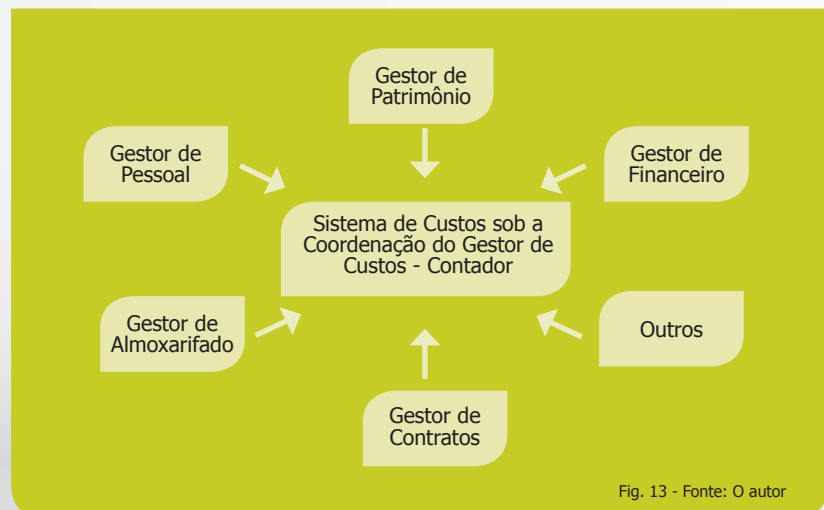 Gestor de
Patrimônio
Gestor de
Pessoal
Gestor de
Financeiro
Sistema de Custos sob a
Coordenação do Gestor de
Custos - Contador
Gestor de
Almoxarifado
Outros
Gestor de
Contratos
Fig. 13 - Fonte: O autor